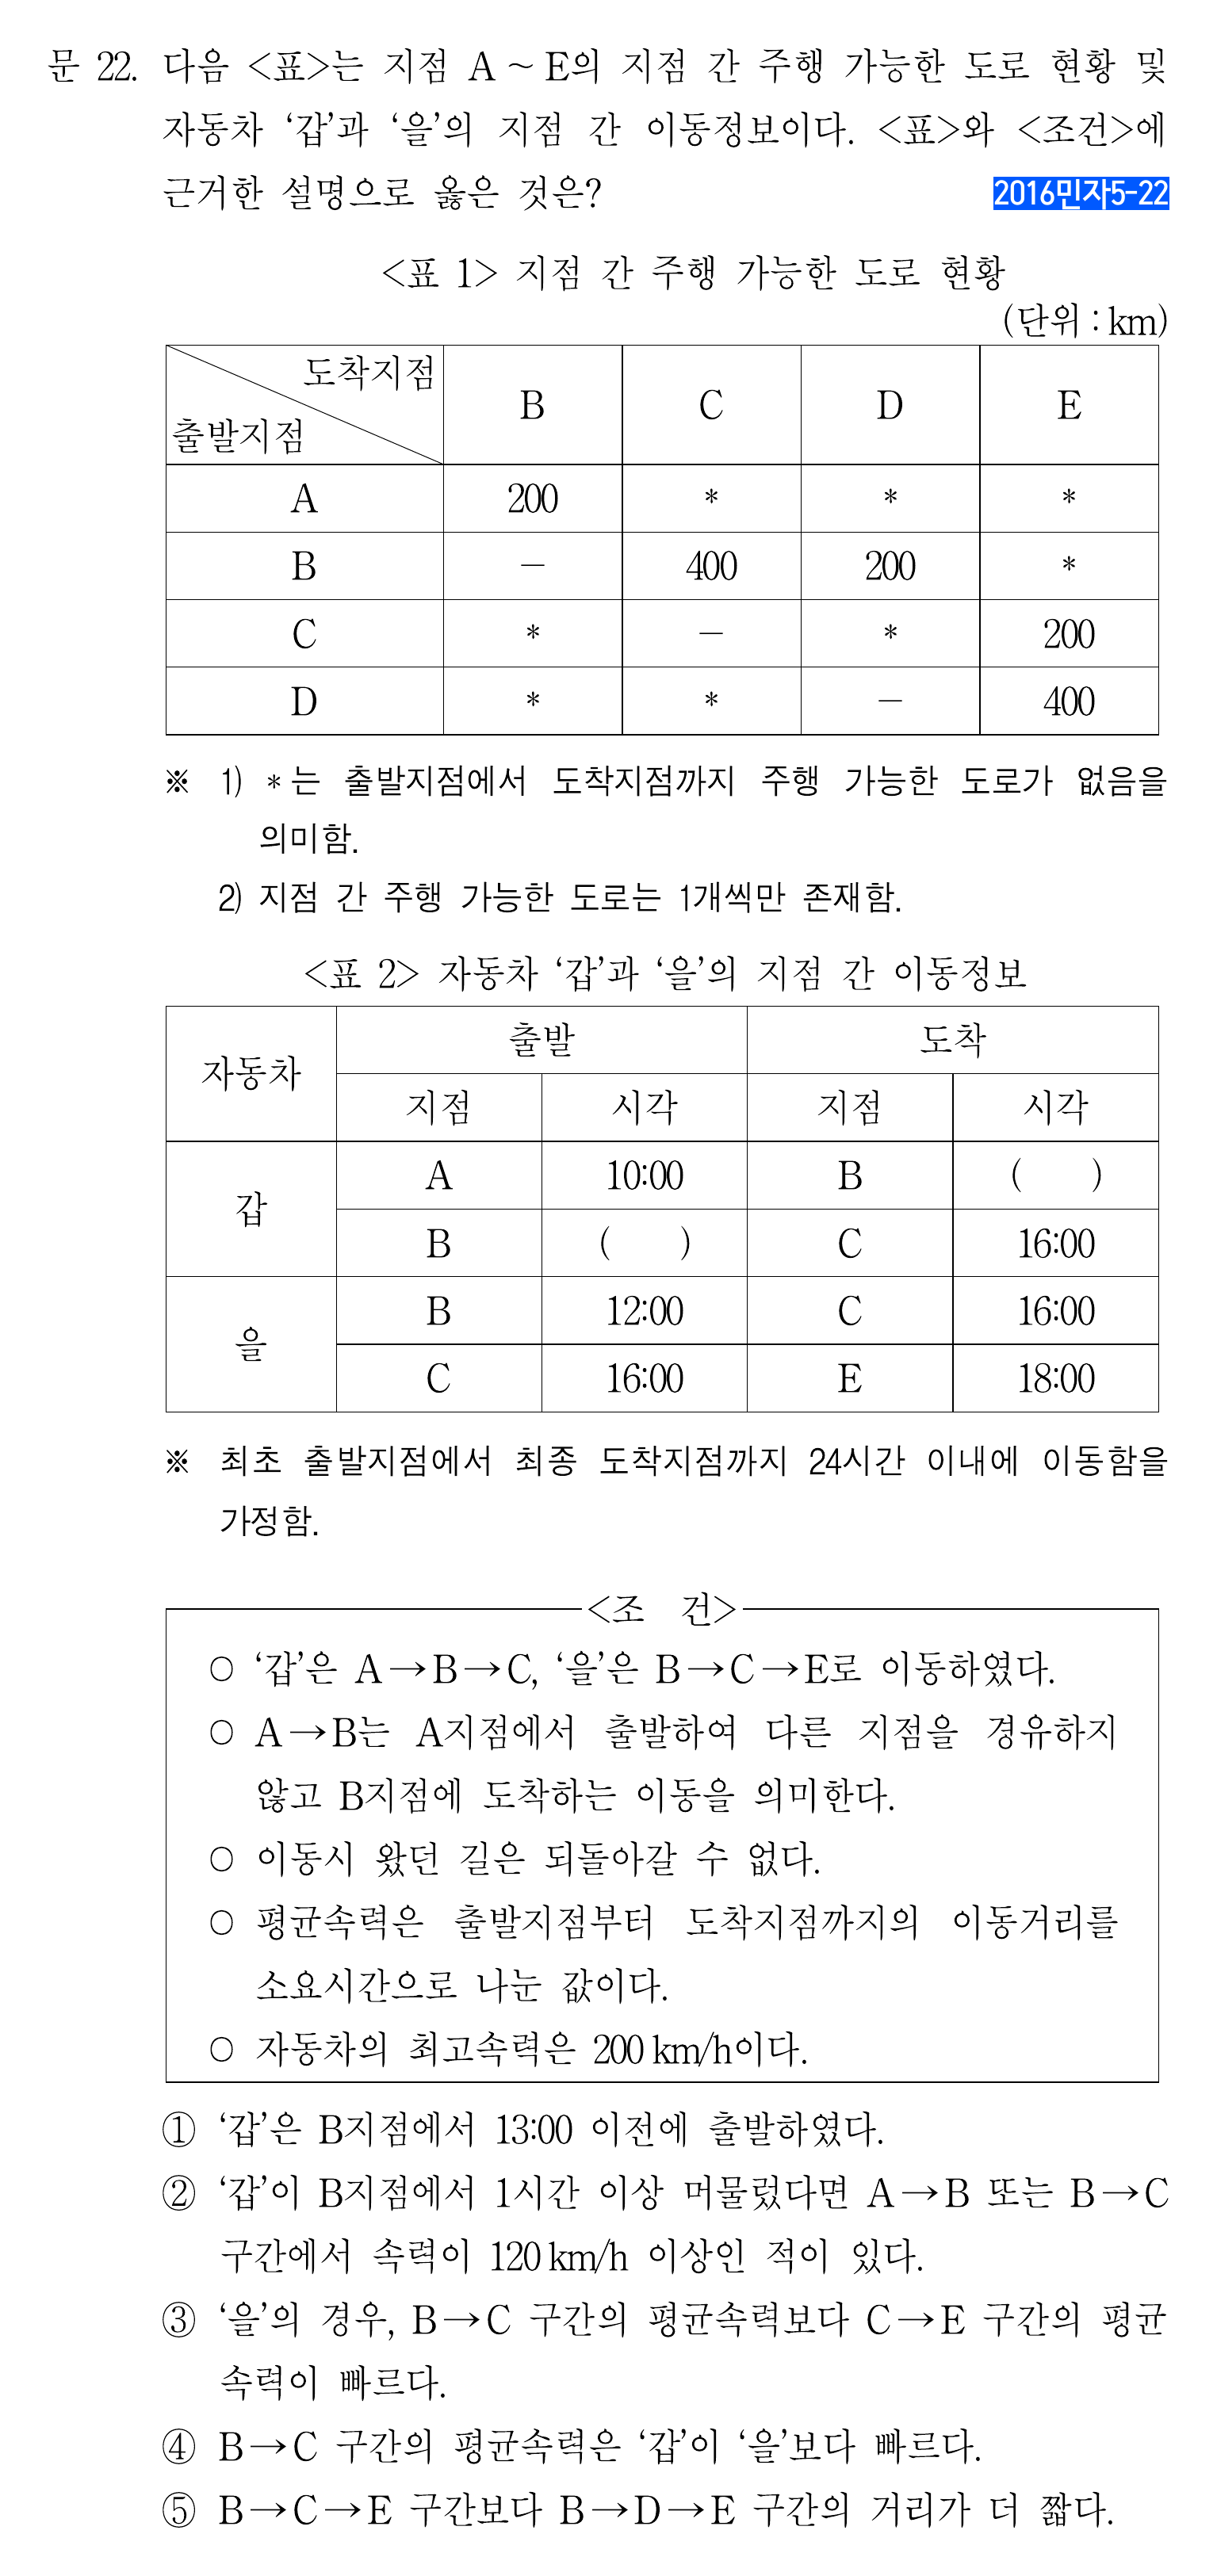 문 22. 다음 <표>는 지점 A ~ E의 지점 간 주행 가능한 도로 현황 및
자동차 ‘갑’과 ‘을’의 지점 간 이동정보이다. <표>와 <조건>에
근거한 설명으로 옳은 것은? 2016민자5-22
<표 1> 지점 간 주행 가능한 도로 현황
(단위 : km)
도착지점
출발지점 B C D E
A 200 * * *
B − 400 200 *
C * − * 200
D * * − 400
※ 1) *는 출발지점에서 도착지점까지 주행 가능한 도로가 없음을
의미함.
2) 지점 간 주행 가능한 도로는 1개씩만 존재함.
<표 2> 자동차 ‘갑’과 ‘을’의 지점 간 이동정보
자동차 출발 도착
지점 시각 지점 시각
갑 A 10:00 B ( )
B ( ) C 16:00
을 B 12:00 C 16:00
C 16:00 E 18:00
※ 최초 출발지점에서 최종 도착지점까지 24시간 이내에 이동함을
가정함.
<조 건>
○ ‘갑’은 A→B→C, ‘을’은 B→C→E로 이동하였다.
○ A→B는 A지점에서 출발하여 다른 지점을 경유하지
않고 B지점에 도착하는 이동을 의미한다.
○ 이동시 왔던 길은 되돌아갈 수 없다.
○ 평균속력은 출발지점부터 도착지점까지의 이동거리를
소요시간으로 나눈 값이다.
○ 자동차의 최고속력은 200 km/h이다.
① ‘갑’은 B지점에서 13:00 이전에 출발하였다.
② ‘갑’이 B지점에서 1시간 이상 머물렀다면 A→B 또는 B→C
구간에서 속력이 120 km/h 이상인 적이 있다.
③ ‘을’의 경우, B→C 구간의 평균속력보다 C→E 구간의 평균
속력이 빠르다.
④ B→C 구간의 평균속력은 ‘갑’이 ‘을’보다 빠르다.
⑤ B→C→E 구간보다 B→D→E 구간의 거리가 더 짧다.